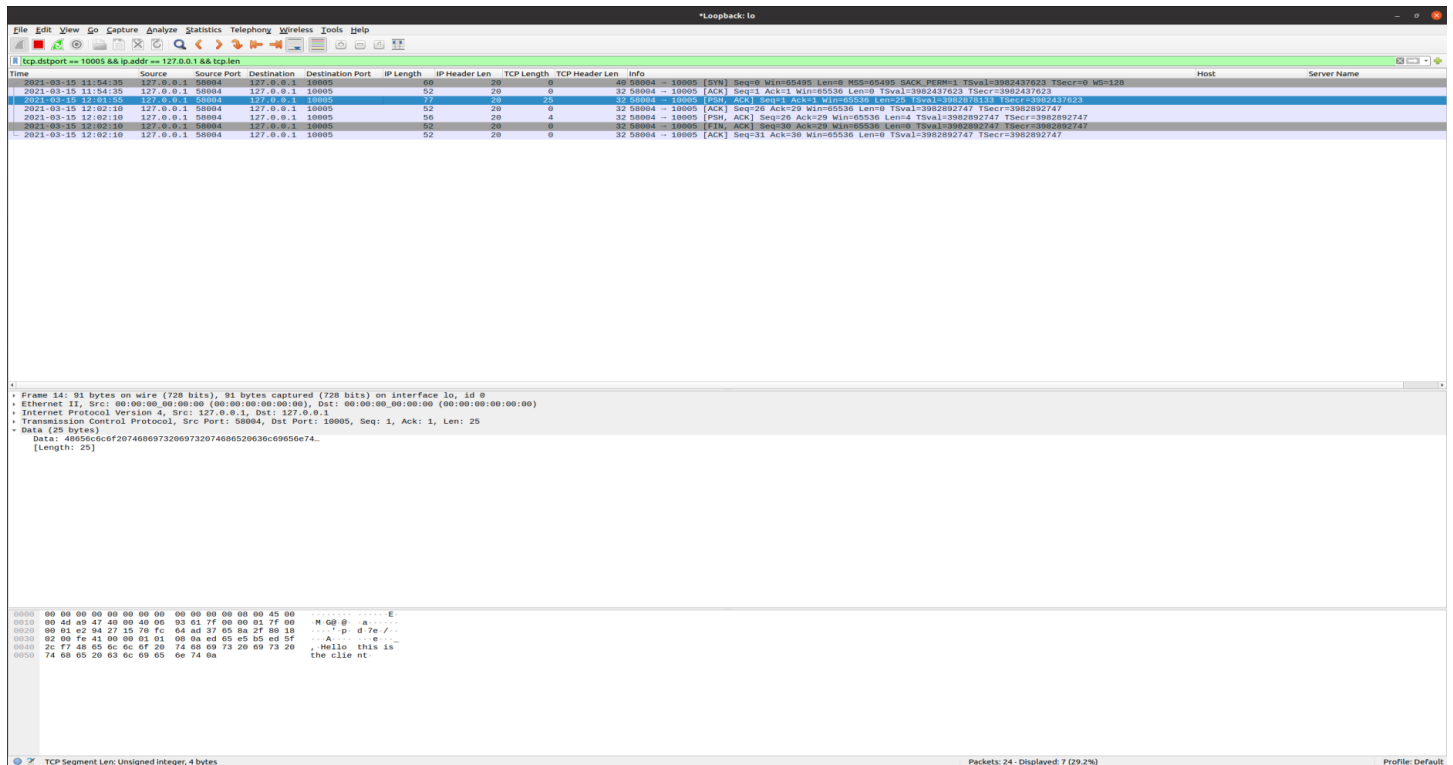 *Loopback: lo
File Edit View Go Capture Analyze Statistics Telephony Wireless Tools Help
tcp.dstport == 10005 && ip.addr == 127.0.0.1 && tcp.len
Time Source Source Port Destination Destination Port IP Length IP Header Len TCP Length TCP Header Len Info Host Server Name
2021-03-15 11:54:35 127.0.0.1 58004 127.0.0.1 10005 60 20 0 40 58004 → 10005 [SYN] Seq=0 Win=65495 Len=0 MSS=65495 SACK_PERM=1 TSval=3982437623 TSecr=0 WS=128
2021-03-15 11:54:35 127.0.0.1 58004 127.0.0.1 10005 52 20 0 32 58004 → 10005 [ACK] Seq=1 Ack=1 Win=65536 Len=0 TSval=3982437623 TSecr=3982437623
2021-03-15 12:01:55 127.0.0.1 58004 127.0.0.1 10005 77 20 25 32 58004 → 10005 [PSH, ACK] Seq=1 Ack=1 Win=65536 Len=25 TSval=3982878133 TSecr=3982437623
2021-03-15 12:02:10 127.0.0.1 58004 127.0.0.1 10005 52 20 0 32 58004 → 10005 [ACK] Seq=26 Ack=29 Win=65536 Len=0 TSval=3982892747 TSecr=3982892747
2021-03-15 12:02:10 127.0.0.1 58004 127.0.0.1 10005 56 20 4 32 58004 → 10005 [PSH, ACK] Seq=26 Ack=29 Win=65536 Len=4 TSval=3982892747 TSecr=3982892747
2021-03-15 12:02:10 127.0.0.1 58004 127.0.0.1 10005 52 20 0 32 58004 → 10005 [FIN, ACK] Seq=30 Ack=29 Win=65536 Len=0 TSval=3982892747 TSecr=3982892747
2021-03-15 12:02:10 127.0.0.1 58004 127.0.0.1 10005 52 20 0 32 58004 → 10005 [ACK] Seq=31 Ack=30 Win=65536 Len=0 TSval=3982892747 TSecr=3982892747
Frame 14: 91 bytes on wire (728 bits), 91 bytes captured (728 bits) on interface lo, id 0
Ethernet II, Src: 00:00:00_00:00:00 (00:00:00:00:00:00), Dst: 00:00:00_00:00:00 (00:00:00:00:00:00)
Internet Protocol Version 4, Src: 127.0.0.1, Dst: 127.0.0.1
Transmission Control Protocol, Src Port: 58004, Dst Port: 10005, Seq: 1, Ack: 1, Len: 25
Data (25 bytes)
Data: 48656c6c6f20746869732069732074686520636c69656e74…
[Length: 25]
0000 00 00 00 00 00 00 00 00 00 00 00 00 08 00 45 00 ········ ······E·
0010 00 4d a9 47 40 00 40 06 93 61 7f 00 00 01 7f 00 ·M·G@·@· ·a······
0020 00 01 e2 94 27 15 70 fc 64 ad 37 65 8a 2f 80 18 ····'·p· d·7e·/··
0030 02 00 fe 41 00 00 01 01 08 0a ed 65 e5 b5 ed 5f ···A···· ···e···_
0040 2c f7 48 65 6c 6c 6f 20 74 68 69 73 20 69 73 20 ,·Hello this is
0050 74 68 65 20 63 6c 69 65 6e 74 0a the clie nt·
TCP Segment Len: Unsigned integer, 4 bytes Packets: 24 · Displayed: 7 (29.2%) Profile: Default